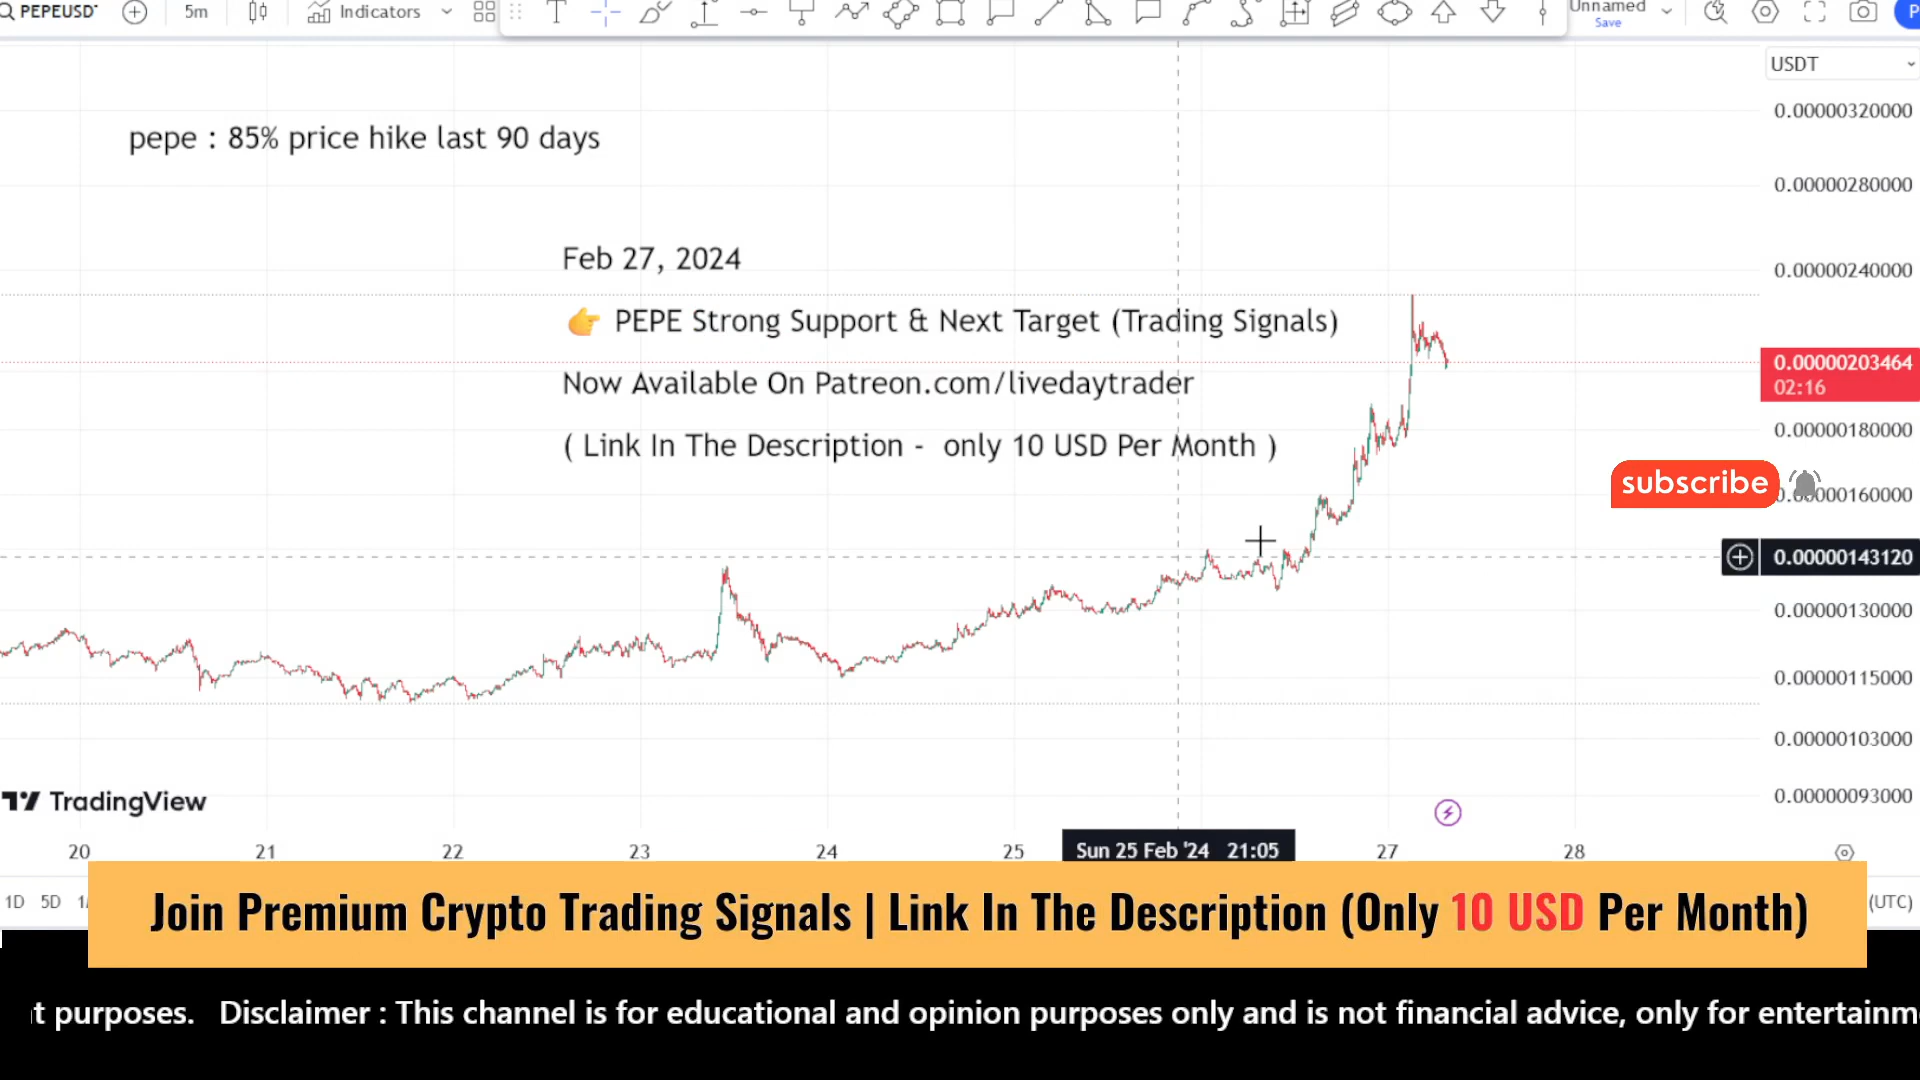 PEPEUSD
5m
Indicators
Unnamed
Save
USDT
0.00000320000
pepe : 85% price hike last 90 days
0.00000280000
Feb 27, 2024
0.00000240000
👉 PEPE Strong Support & Next Target (Trading Signals)
0.00000203464
02:16
Now Available On Patreon.com/livedaytrader
0.00000180000
( Link In The Description - only 10 USD Per Month )
subscribe
0.00000160000
0.00000143120
0.00000130000
0.00000115000
0.00000103000
0.00000093000
TradingView
20 21 22 23 24 25 Sun 25 Feb '24 21:05 27 28
1D 5D (UTC)
Join Premium Crypto Trading Signals | Link In The Description (Only 10 USD Per Month)
t purposes. Disclaimer : This channel is for educational and opinion purposes only and is not financial advice, only for entertainm